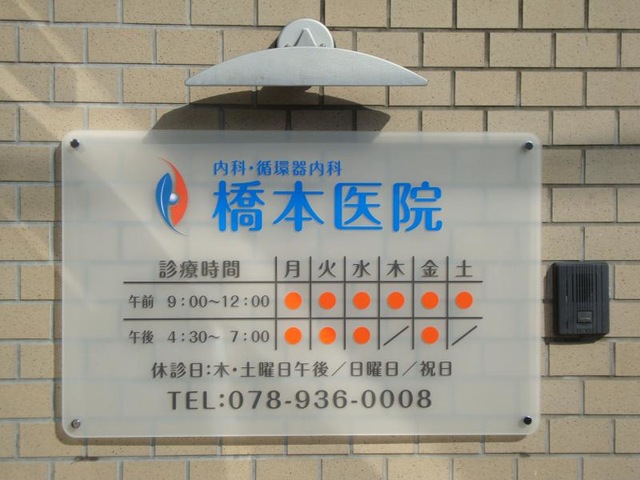 内科・循環器内科
橋本医院
診療時間 月 火 水 木 金 土
午前 9:00～12:00 ● ● ● ● ● ●
午後 4:30～ 7:00 ● ● ● ／ ● ／
休診日:木・土曜日午後／日曜日／祝日
TEL:078-936-0008